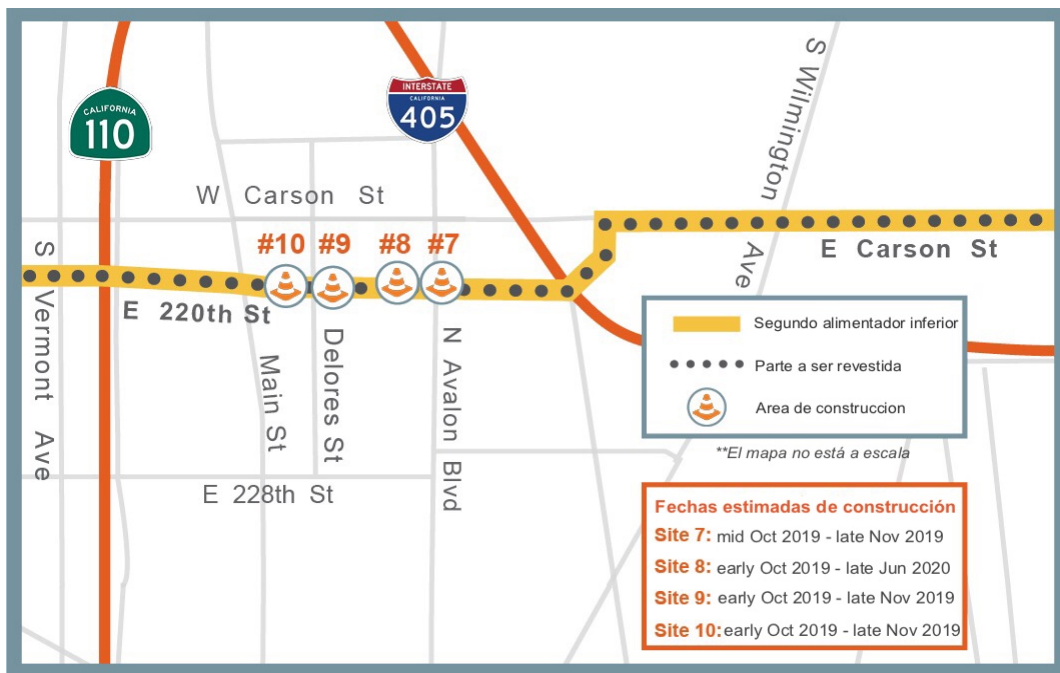 CALIFORNIA
110
INTERSTATE
CALIFORNIA
405
S Wilmington Ave
W Carson St
#10 #9 #8 #7
E Carson St
S Vermont Ave
E 220th St
Main St
Delores St
N Avalon Blvd
E 228th St
Segundo alimentador inferior
Parte a ser revestida
Area de construccion
**El mapa no está a escala
Fechas estimadas de construcción
Site 7: mid Oct 2019 - late Nov 2019
Site 8: early Oct 2019 - late Jun 2020
Site 9: early Oct 2019 - late Nov 2019
Site 10: early Oct 2019 - late Nov 2019